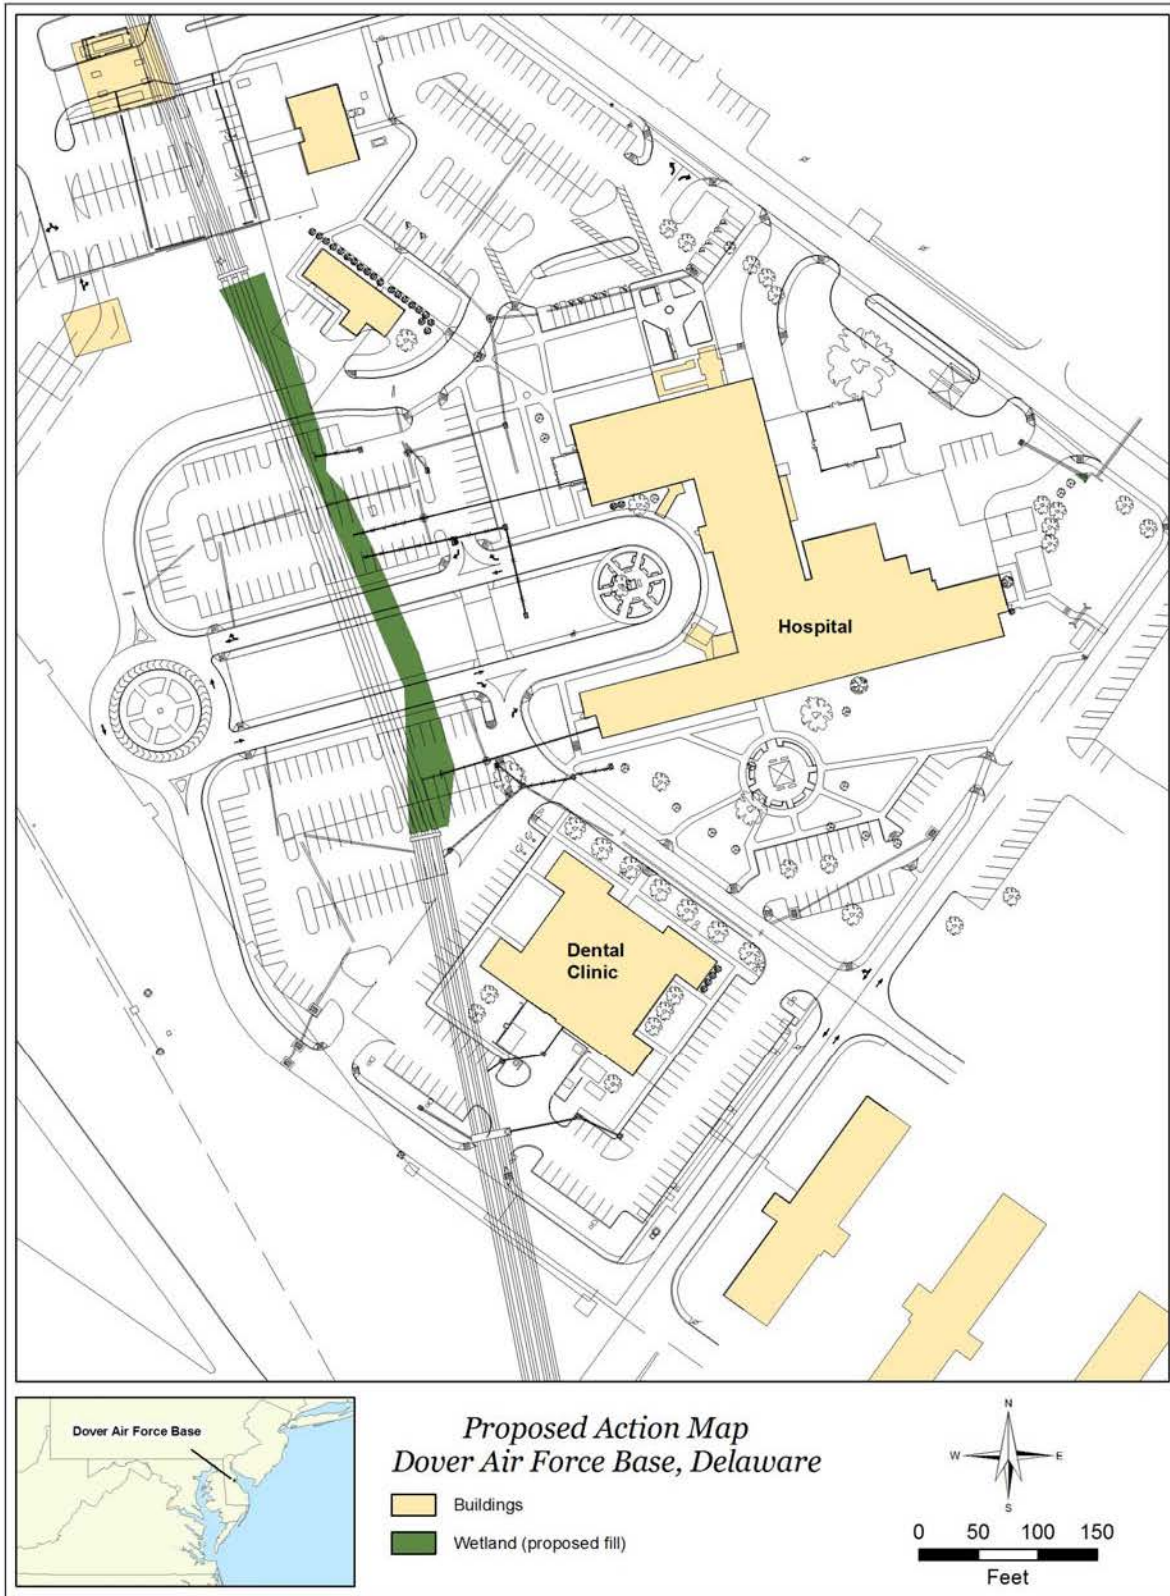 Hospital
Dental
Clinic
Dover Air Force Base
Proposed Action Map
Dover Air Force Base, Delaware
Buildings
Wetland (proposed fill)
N
W
E
S
0 50 100 150
Feet